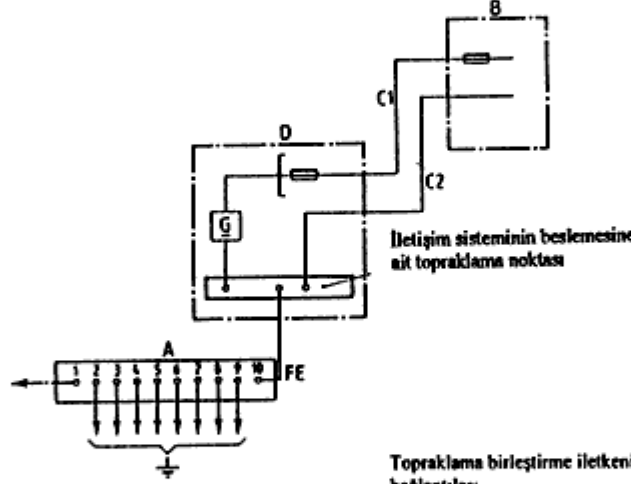 B
C1
D
C2
G
İletişim sisteminin beslemesine
ait topraklama noktası
A
1 2 3 4 5 6 7 8 9 10
FE
Topraklama birleştirme iletkeni